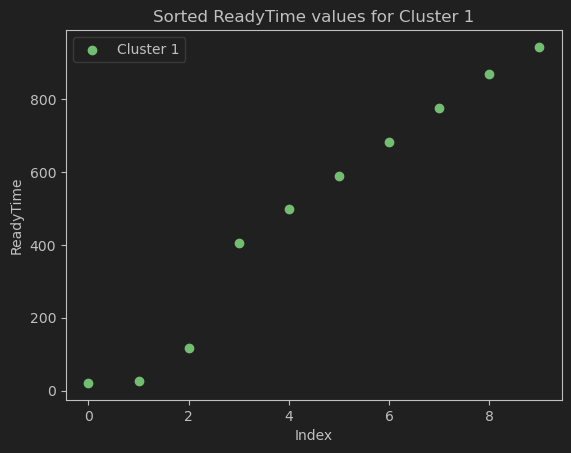 Sorted ReadyTime values for Cluster 1
Cluster 1
800
600
400
200
0
ReadyTime
0 2 4 6 8
Index